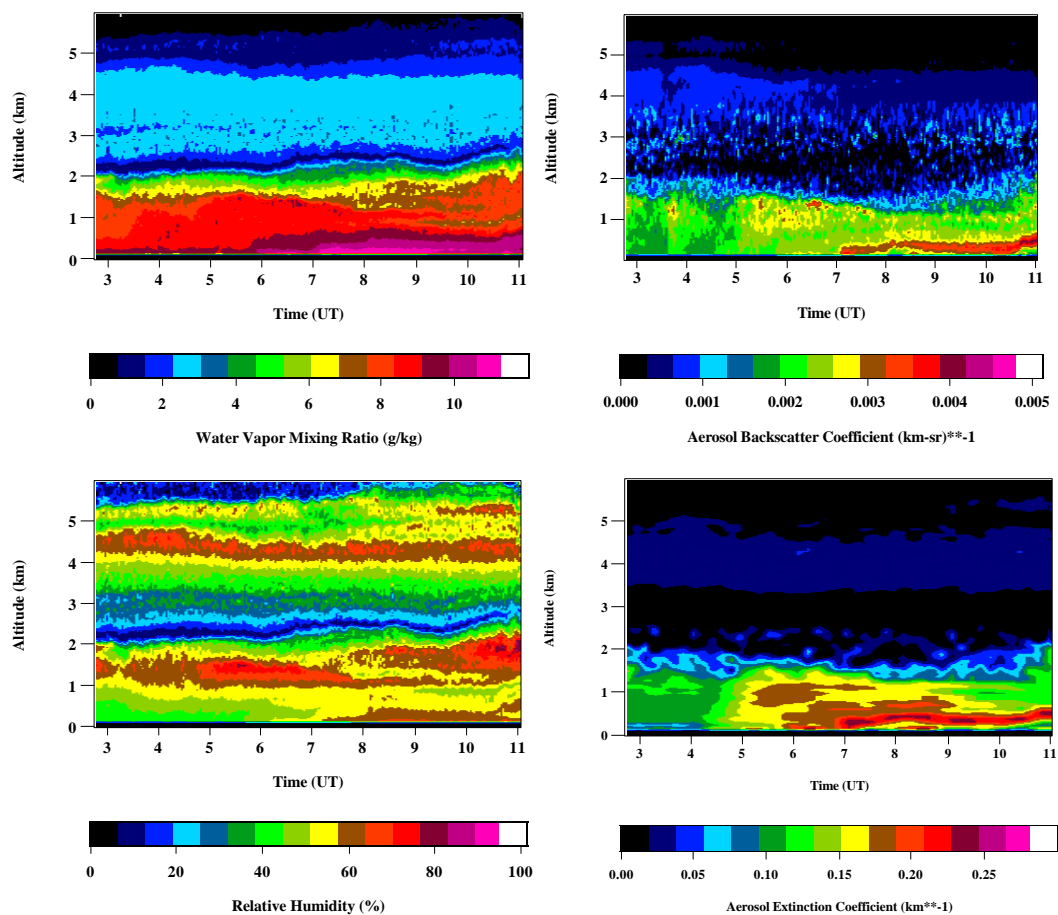 5
4
3
2
1
0
Altitude (km)
3 4 5 6 7 8 9 10 11
Time (UT)
0 2 4 6 8 10
Water Vapor Mixing Ratio (g/kg)
5
4
3
2
1
0
Altitude (km)
3 4 5 6 7 8 9 10 11
Time (UT)
0.000 0.001 0.002 0.003 0.004 0.005
Aerosol Backscatter Coefficient (km-sr)**-1
5
4
3
2
1
0
Altitude (km)
3 4 5 6 7 8 9 10 11
Time (UT)
0 20 40 60 80 100
Relative Humidity (%)
5
4
3
2
1
0
Altitude (km)
3 4 5 6 7 8 9 10 11
Time (UT)
0.00 0.05 0.10 0.15 0.20 0.25
Aerosol Extinction Coefficient (km**-1)